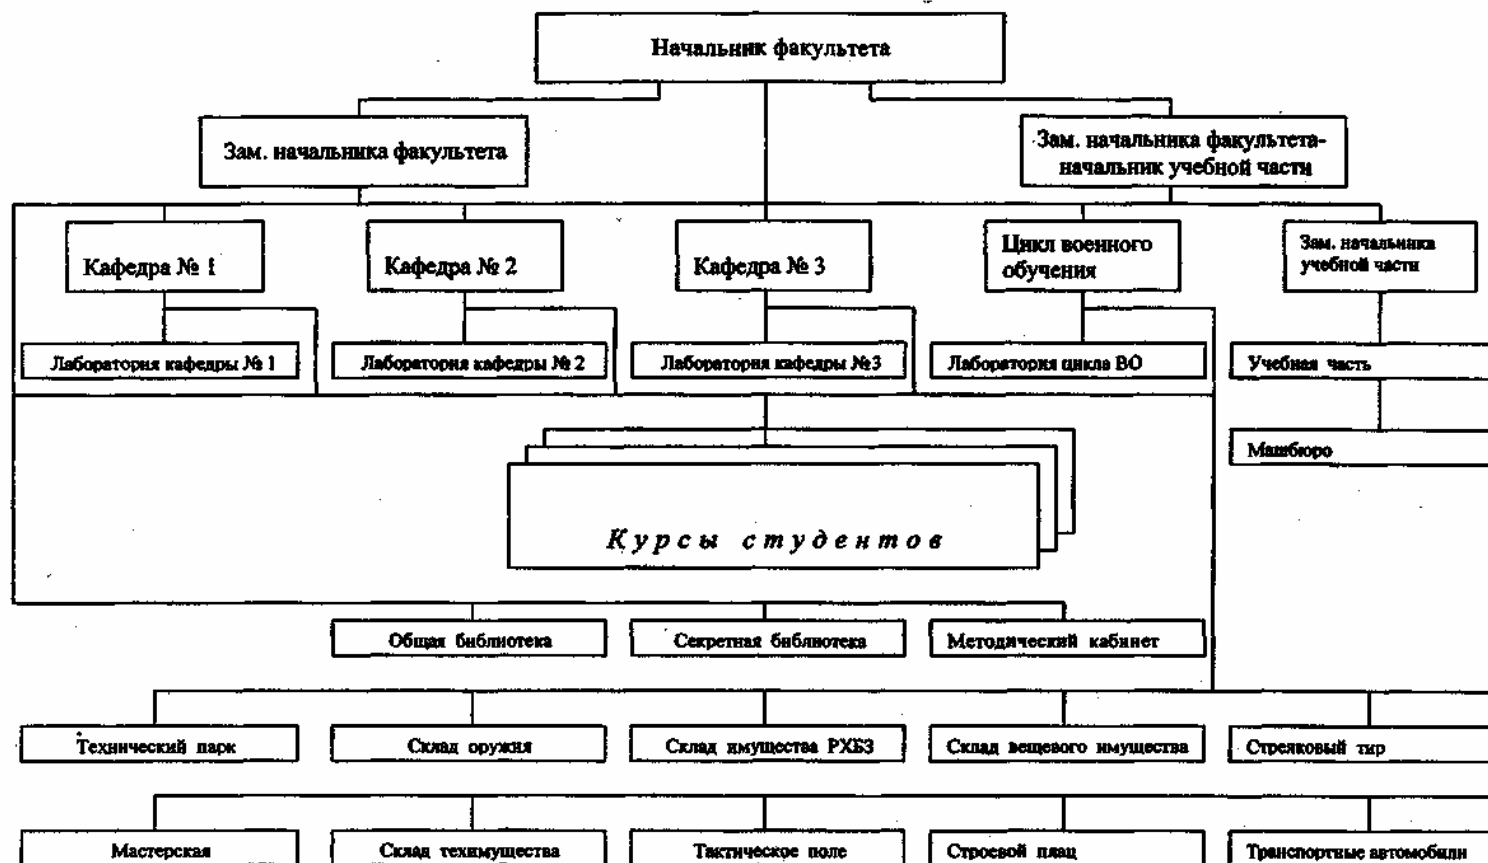 Начальник факультета
Зам. начальника факультета
Зам. начальника факультета-
начальник учебной части
Кафедра № 1
Кафедра № 2
Кафедра № 3
Цикл военного
обучения
Зам. начальника
учебной части
Лаборатория кафедры № 1
Лаборатория кафедры № 2
Лаборатория кафедры №3
Лаборатория цикла ВО
Учебная часть
Машбюро
Курсы студентов
Общая библиотека
Секретная библиотека
Методический кабинет
Технический парк
Склад оружия
Склад имущества РХБЗ
Склад вещевого имущества
Стрелковый тир
Мастерская
Склад техимущества
Тактическое поле
Строевой плац
Транспортные автомобили